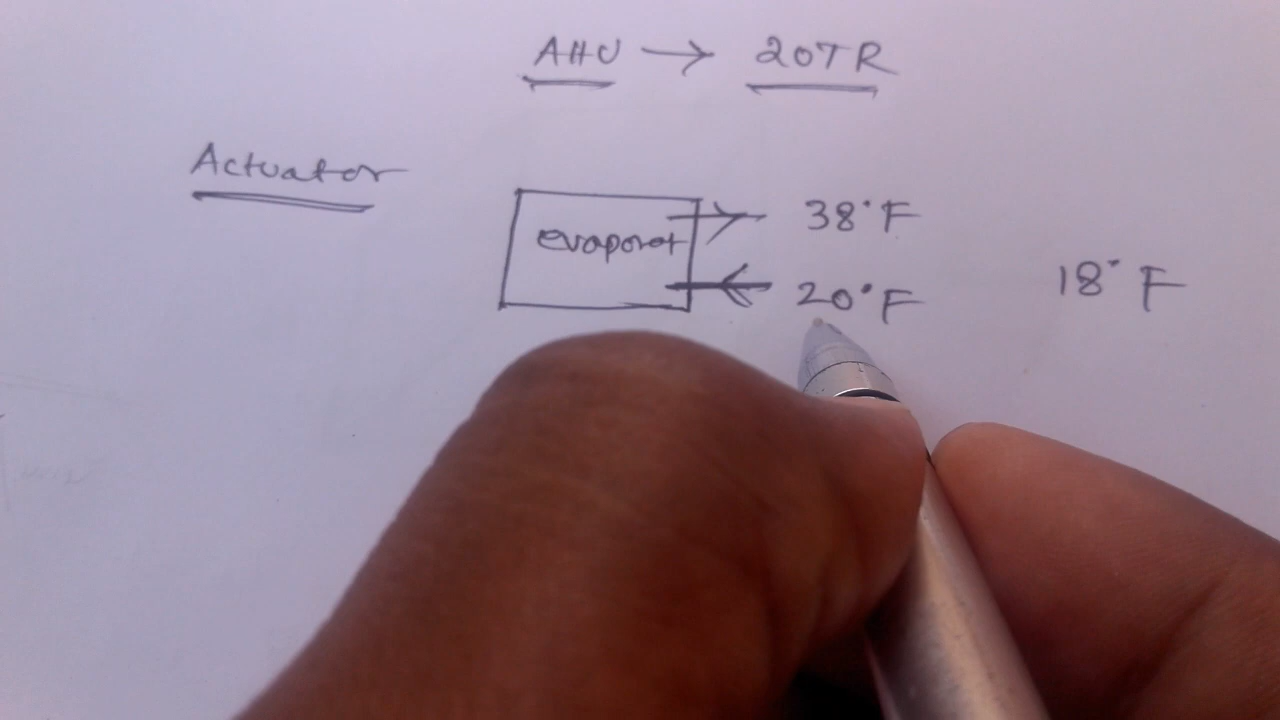 AHU → 20TR
Actuator
evaporat
38°F
20°F
18°F